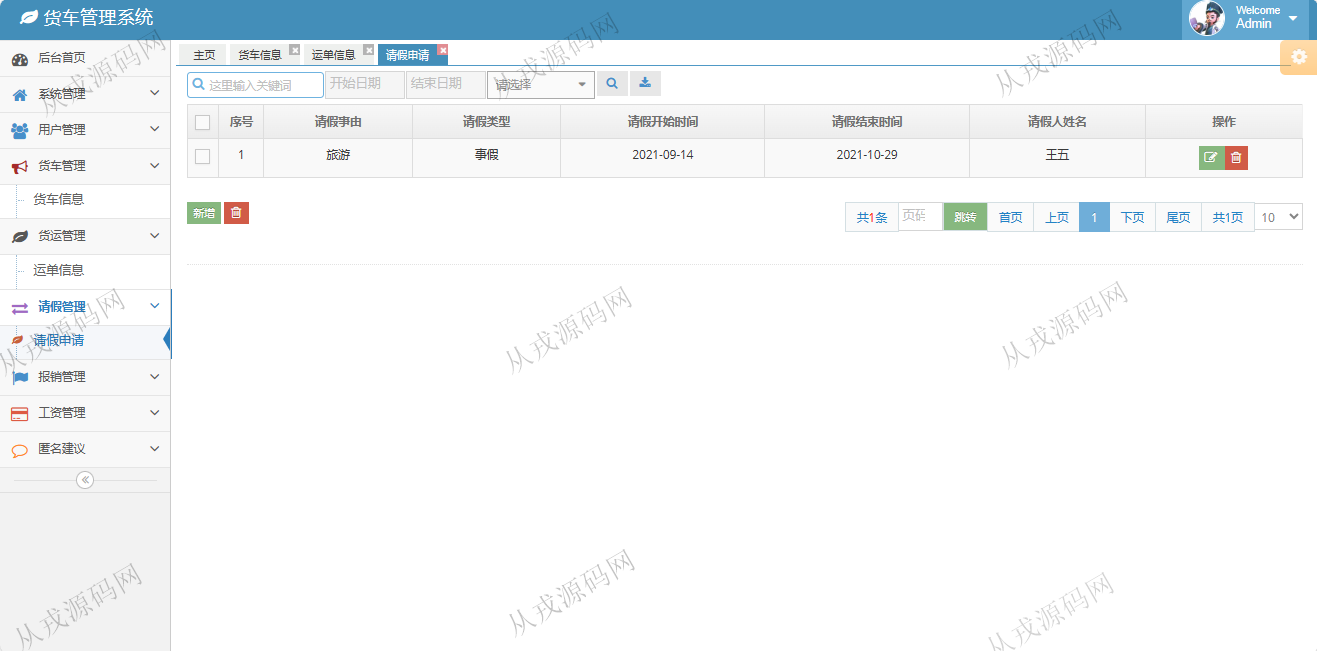 货车管理系统
Welcome
Admin
后台首页
系统管理
用户管理
货车管理
货车信息
货运管理
运单信息
请假管理
请假申请
报销管理
工资管理
匿名建议
主页 货车信息 运单信息 请假申请
这里输入关键词 开始日期 结束日期 请选择
序号 请假事由 请假类型 请假开始时间 请假结束时间 请假人姓名 操作
1 旅游 事假 2021-09-14 2021-10-29 王五
新增
共1条 页码 跳转 首页 上页 1 下页 尾页 共1页 10
从戎源码网
从戎源码网
从戎源码网
从戎源码网
从戎源码网
从戎源码网
从戎源码网
从戎源码网
从戎源码网